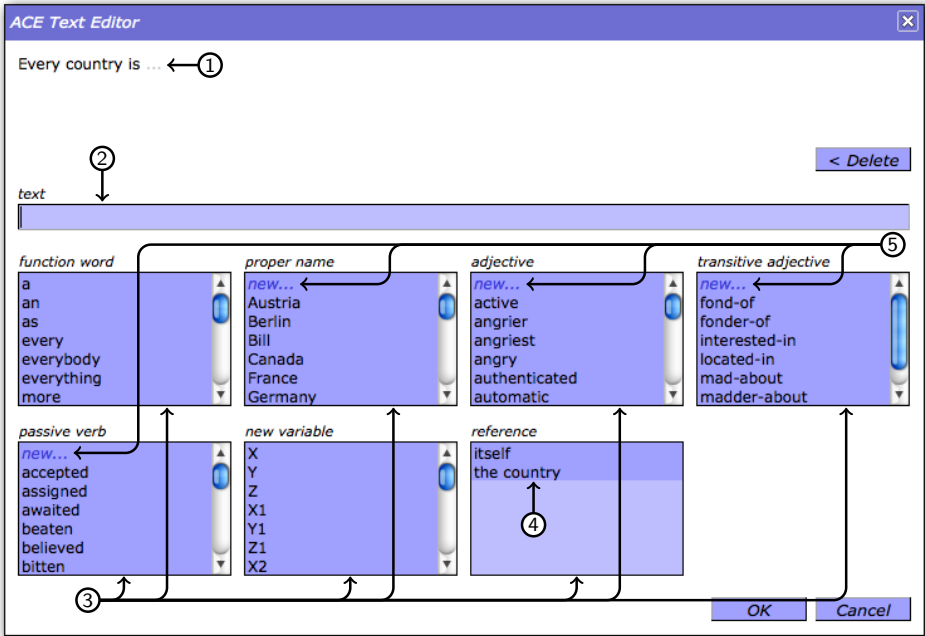 ACE Text Editor
Every country is ... 1
2
< Delete
text
5
function word
a
an
as
every
everybody
everything
more
proper name
new...
Austria
Berlin
Bill
Canada
France
Germany
adjective
new...
active
angrier
angriest
angry
authenticated
automatic
transitive adjective
new...
fond-of
fonder-of
interested-in
located-in
mad-about
madder-about
passive verb
new...
accepted
assigned
awaited
beaten
believed
bitten
new variable
X
Y
Z
X1
Y1
Z1
X2
reference
itself
the country
4
3
OK
Cancel